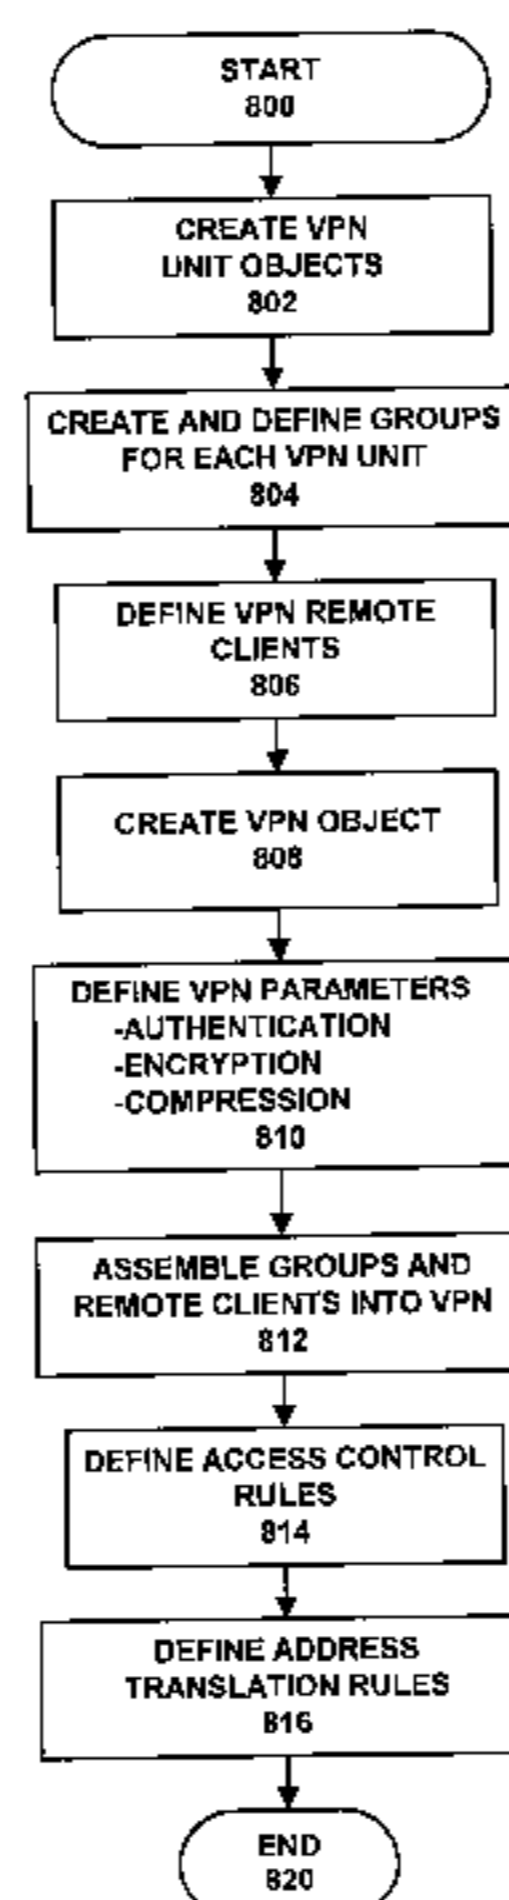 START
800
CREATE VPN
UNIT OBJECTS
802
CREATE AND DEFINE GROUPS
FOR EACH VPN UNIT
804
DEFINE VPN REMOTE
CLIENTS
806
CREATE VPN OBJECT
808
DEFINE VPN PARAMETERS
-AUTHENTICATION
-ENCRYPTION
-COMPRESSION
810
ASSEMBLE GROUPS AND
REMOTE CLIENTS INTO VPN
812
DEFINE ACCESS CONTROL
RULES
814
DEFINE ADDRESS
TRANSLATION RULES
816
END
820